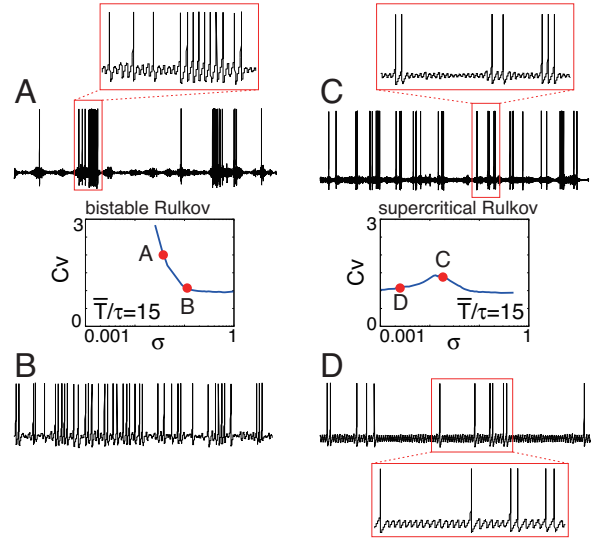 A
C
bistable Rulkov
supercritical Rulkov
3
Cv
A
B
T̅/τ=15
0
0.001
σ
1
3
Cv
C
D
T̅/τ=15
0
0.001
σ
1
B
D